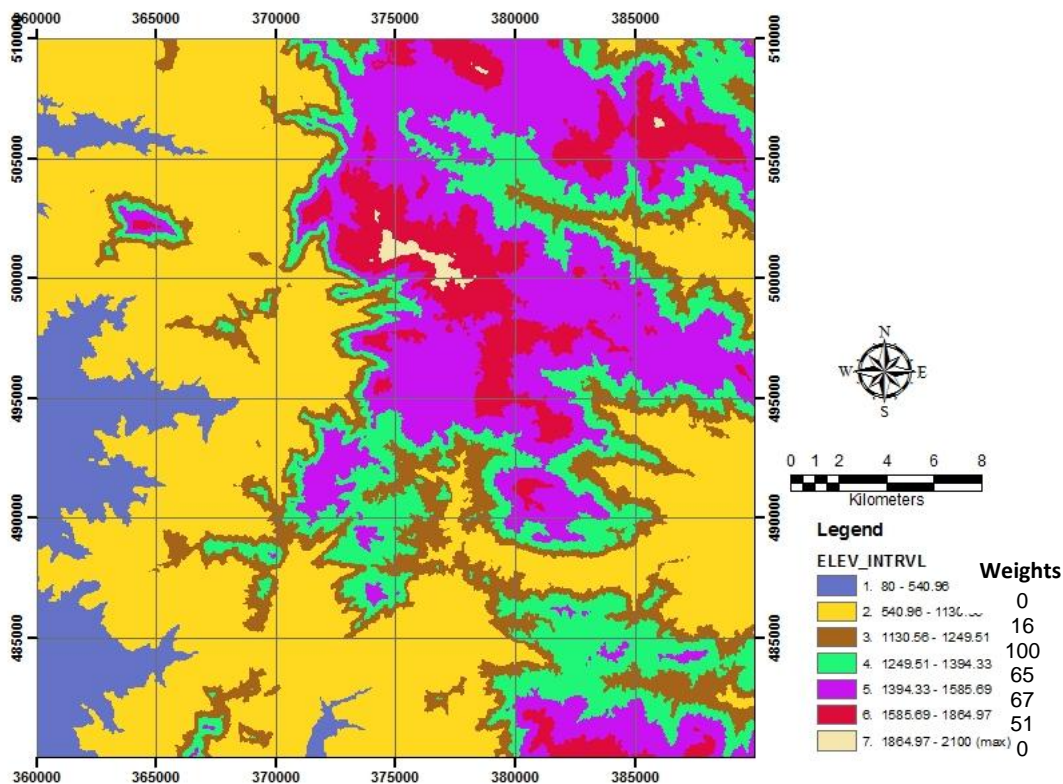 360000 365000 370000 375000 380000 385000
510000 510000
505000 505000
500000 500000
495000 495000
490000 490000
485000 485000
360000 365000 370000 375000 380000 385000
N
W E
S
0 1 2 4 6 8
Kilometers
Legend
ELEV_INTRVL Weights
1. 80 - 540.96 0
2. 540.96 - 16
3. 1130.56 - 1249.51 100
4. 1249.51 - 1394.33 65
5. 1394.33 - 1585.69 67
6. 1585.69 - 1864.97 51
7. 1864.97 - 2100 (max) 0